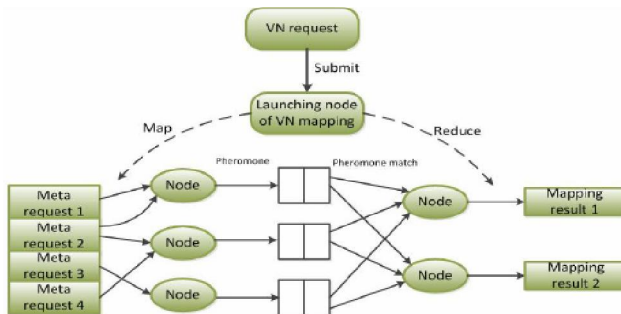 VN request
Submit
Launching node
of VN mapping
Map
Reduce
Pheromone
Pheromone match
Meta
request 1
Meta
request 2
Meta
request 3
Meta
request 4
Node
Node
Node
Node
Node
Mapping
result 1
Mapping
result 2